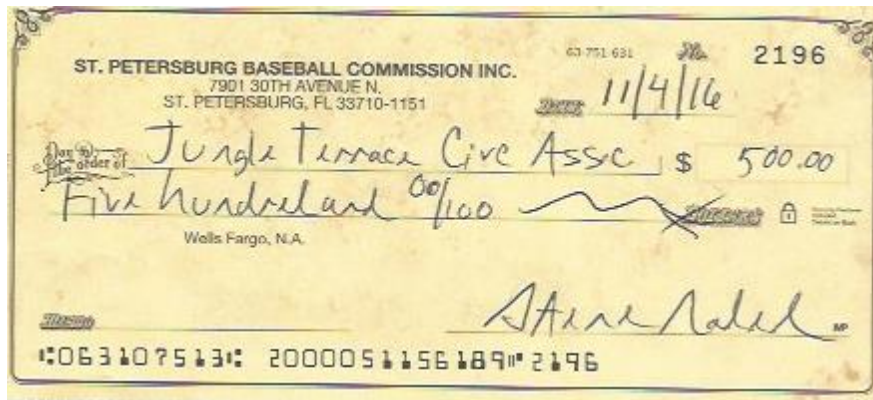 63-751 631 No. 2196
ST. PETERSBURG BASEBALL COMMISSION INC.
7901 30TH AVENUE N.
ST. PETERSBURG, FL 33710-1151
DATE 11/4/16
Pay to the order of Jungle Terrace Civc Assc $ 500.00
Five hundred and 00/100 DOLLARS
Wells Fargo, N.A.
MEMO
MP
⑆063107513⑆ 2000051156189⑈ 2196